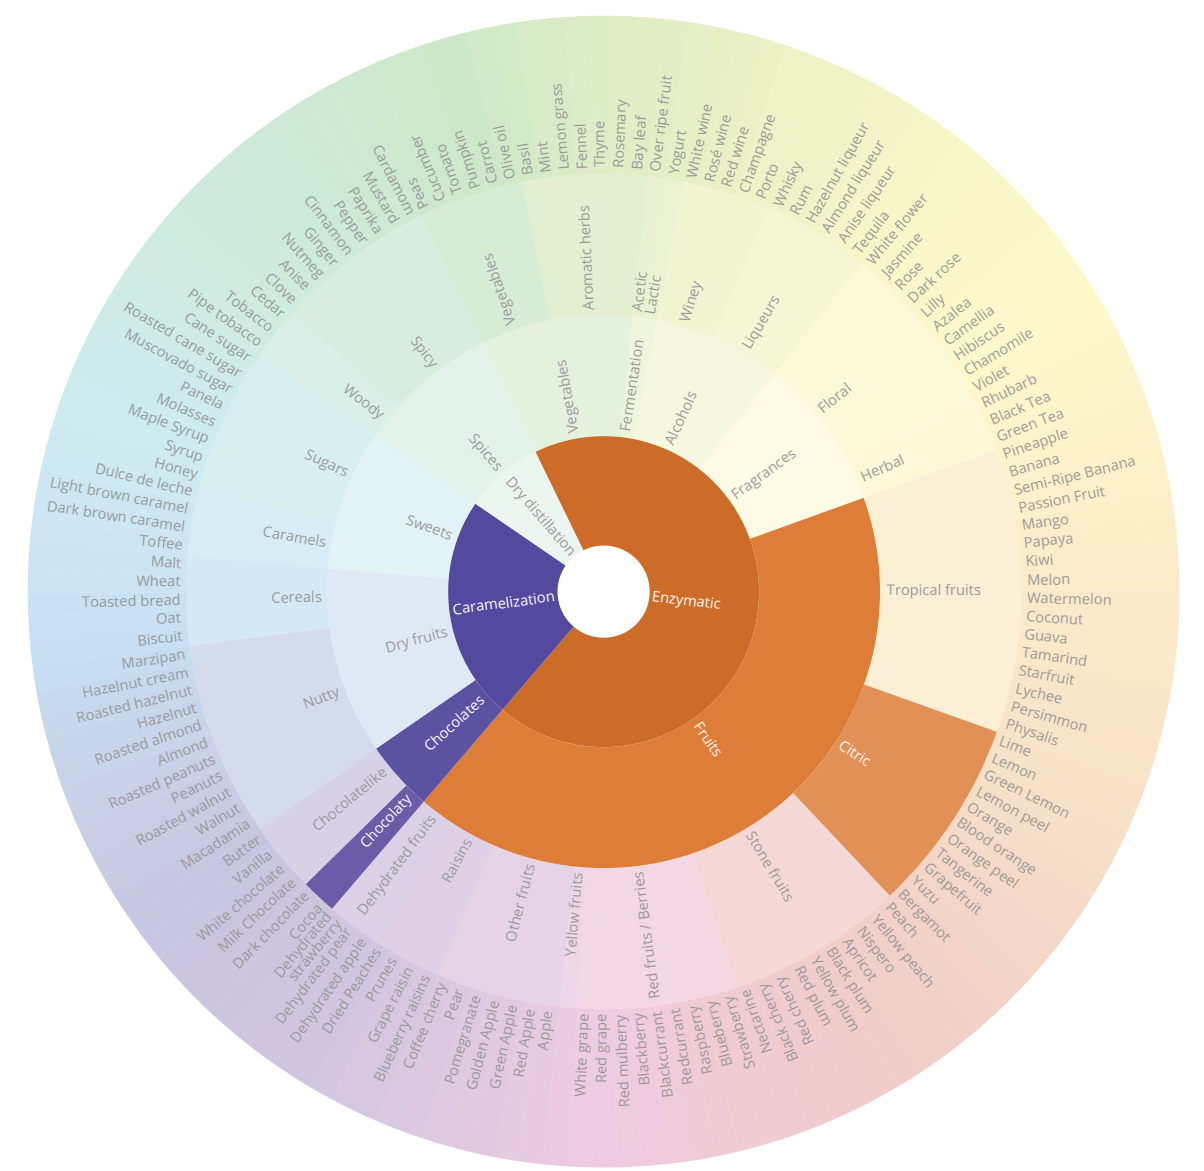 Enzymatic
Caramelization
Dry distillation
Fruits
Chocolates
Dry fruits
Sweets
Spices
Vegetables
Fermentation
Alcohols
Fragrances
Tropical fruits
Citric
Stone fruits
Red fruits / Berries
Yellow fruits
Other fruits
Raisins
Dehydrated fruits
Chocolaty
Chocolatelike
Nutty
Cereals
Caramels
Sugars
Woody
Spicy
Vegetables
Aromatic herbs
Acetic
Lactic
Winey
Liqueurs
Floral
Herbal
Basil
Mint
Lemon grass
Fennel
Thyme
Rosemary
Bay leaf
Over ripe fruit
Yogurt
White wine
Rosé wine
Red wine
Champagne
Porto
Whisky
Rum
Hazelnut liqueur
Almond liqueur
Anise liqueur
Tequila
White flower
Jasmine
Rose
Dark rose
Lilly
Azalea
Camellia
Hibiscus
Chamomile
Violet
Rhubarb
Black Tea
Green Tea
Pineapple
Banana
Semi-Ripe Banana
Passion Fruit
Mango
Papaya
Kiwi
Melon
Watermelon
Coconut
Guava
Tamarind
Starfruit
Lychee
Persimmon
Physalis
Lime
Lemon
Green Lemon
Lemon peel
Orange
Blood orange
Orange peel
Tangerine
Grapefruit
Yuzu
Bergamot
Peach
Yellow peach
Nispero
Apricot
Black plum
Yellow plum
Red plum
Red cherry
Black cherry
Nectarine
Strawberry
Blueberry
Raspberry
Redcurrant
Blackcurrant
Blackberry
Red mulberry
Red grape
White grape
Apple
Red Apple
Green Apple
Golden Apple
Pomegranate
Pear
Coffee cherry
Blueberry raisins
Grape raisin
Prunes
Dried Peaches
Dehydrated apple
Dehydrated pear
Dehydrated
strawberry
Cocoa
Dark chocolate
Milk Chocolate
White chocolate
Vanilla
Butter
Macadamia
Walnut
Roasted walnut
Peanuts
Roasted peanuts
Almond
Roasted almond
Hazelnut
Roasted hazelnut
Hazelnut cream
Marzipan
Biscuit
Oat
Toasted bread
Wheat
Malt
Toffee
Dark brown caramel
Light brown caramel
Dulce de leche
Honey
Syrup
Maple Syrup
Molasses
Panela
Muscovado sugar
Roasted cane sugar
Cane sugar
Pipe tobacco
Tobacco
Cedar
Clove
Anise
Nutmeg
Ginger
Cinnamon
Pepper
Paprika
Mustard
Cardamom
Peas
Cucumber
Tomato
Pumpkin
Carrot
Olive oil